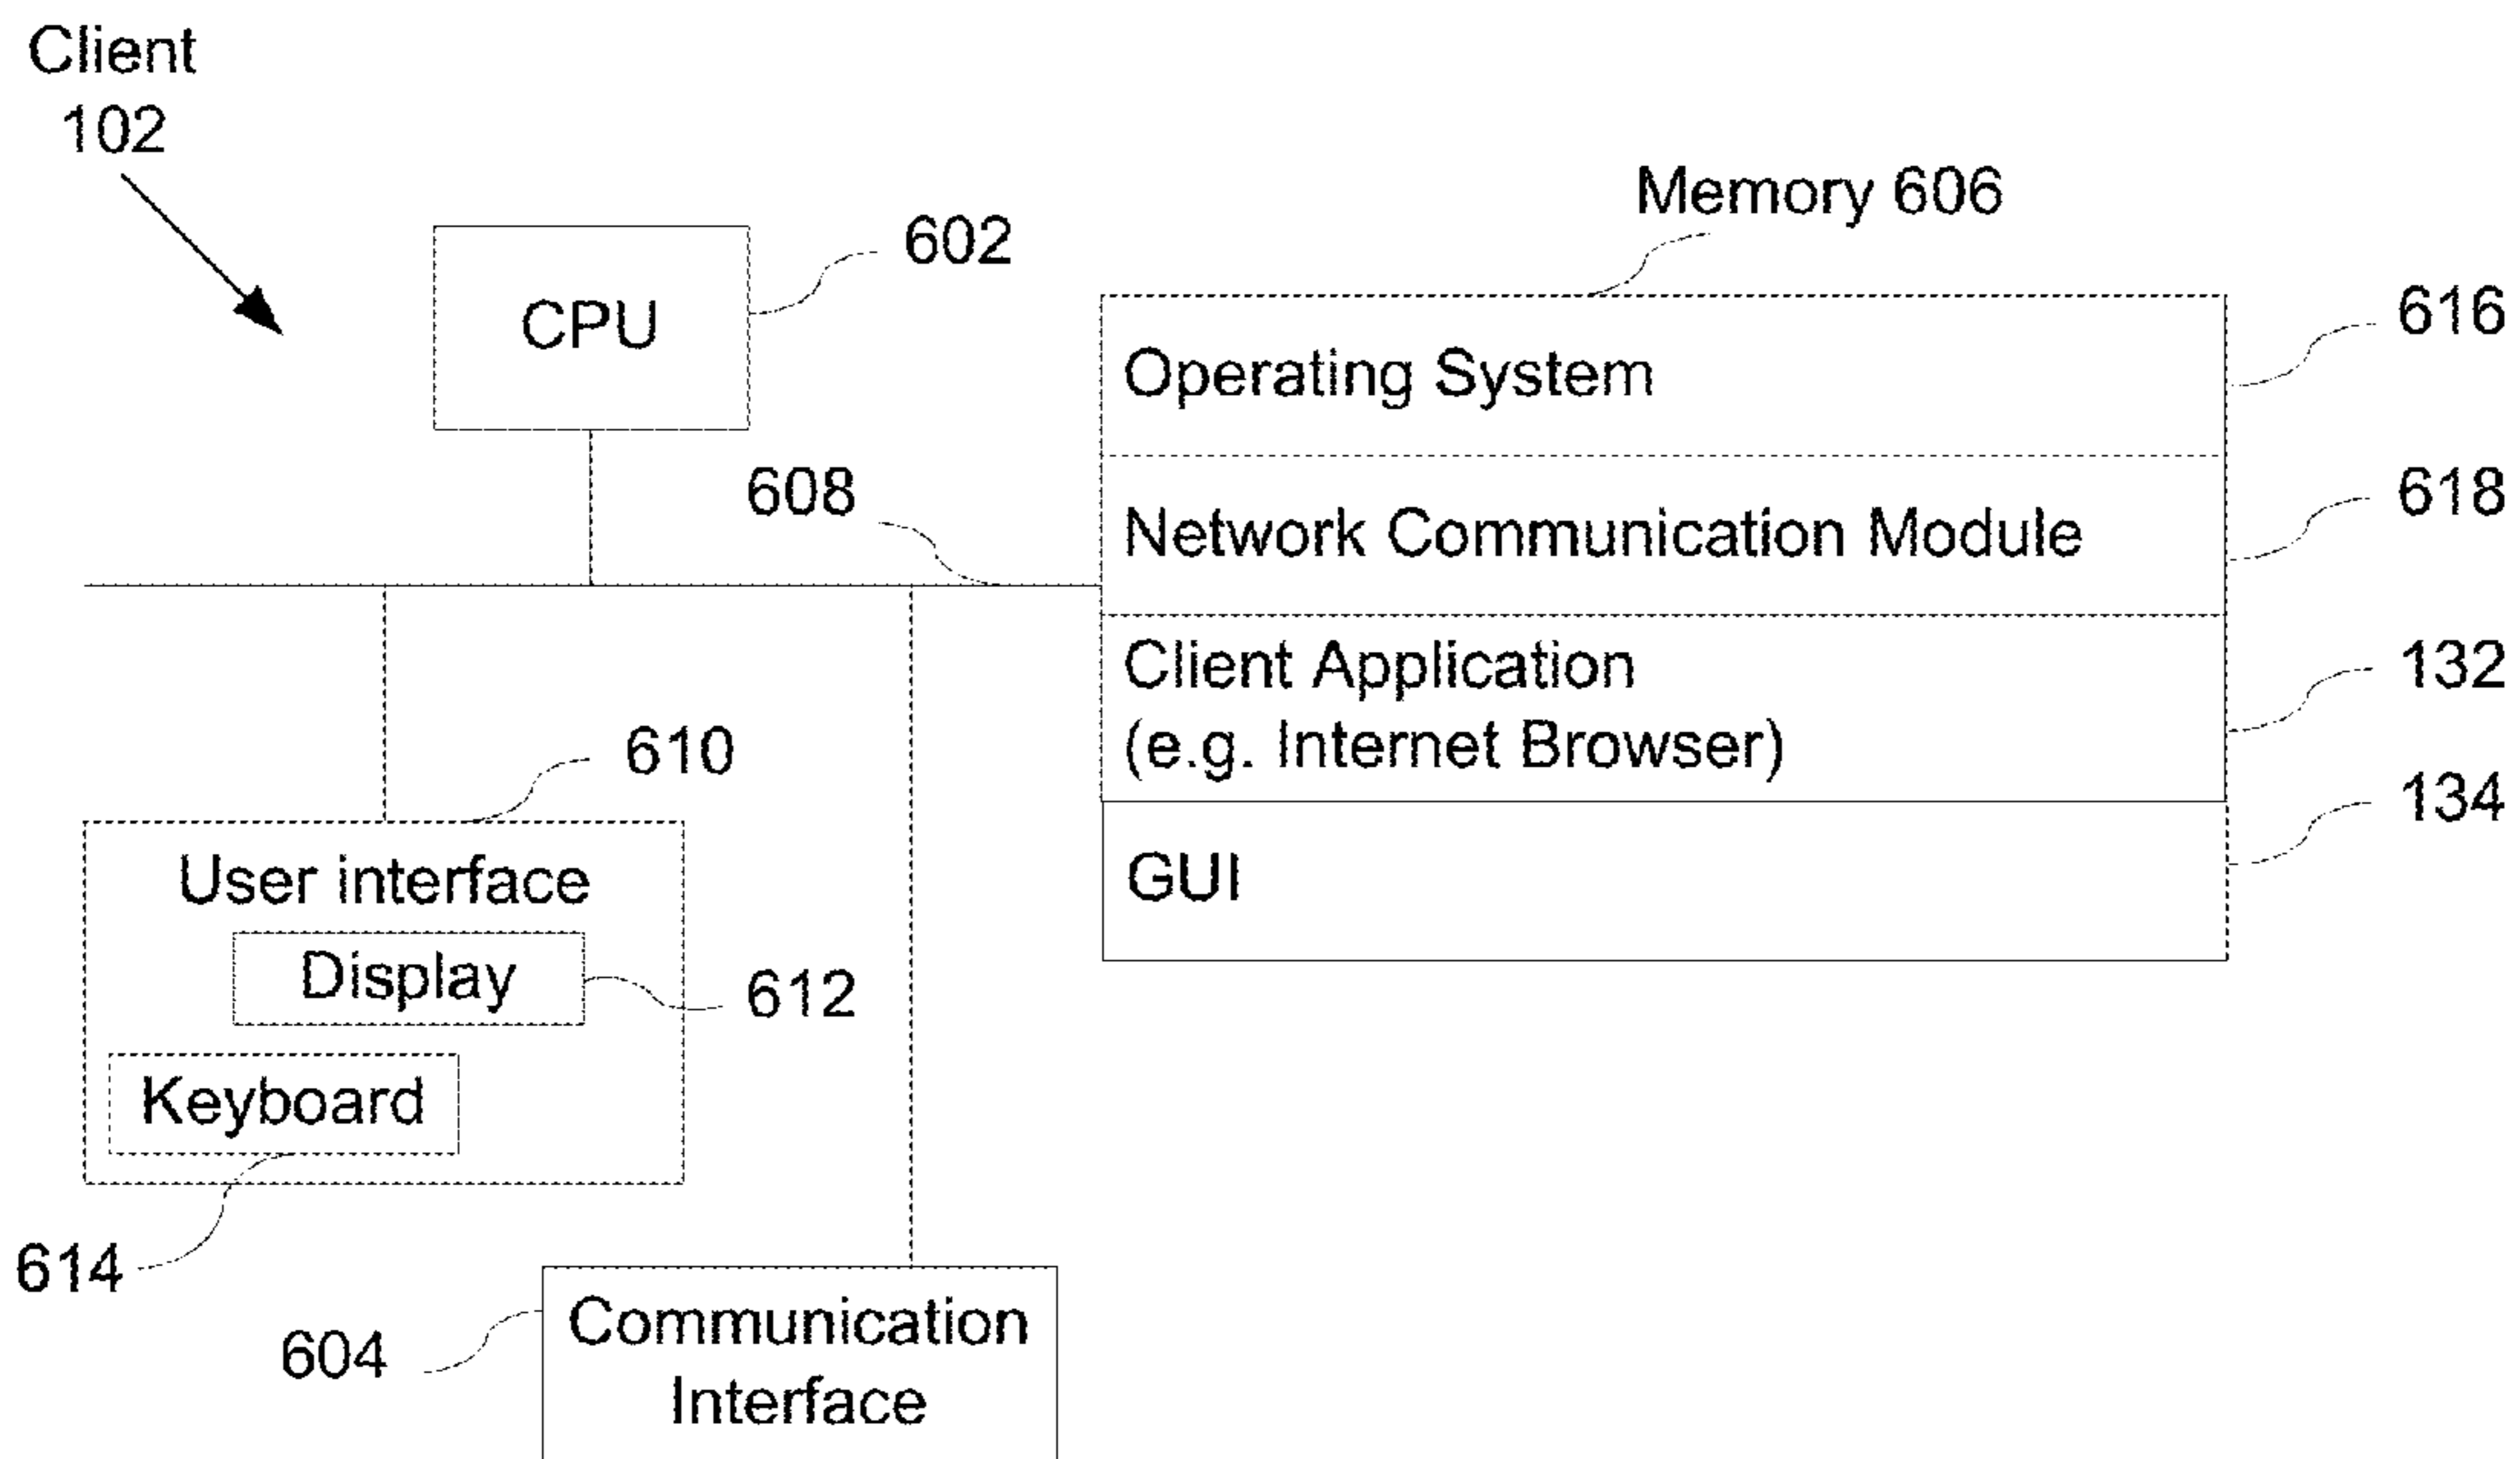 Client
102
Memory 606
602
CPU
616
Operating System
608
618
Network Communication Module
132
Client Application
(e.g. Internet Browser)
610
134
User interface
GUI
Display
612
Keyboard
614
604
Communication
Interface